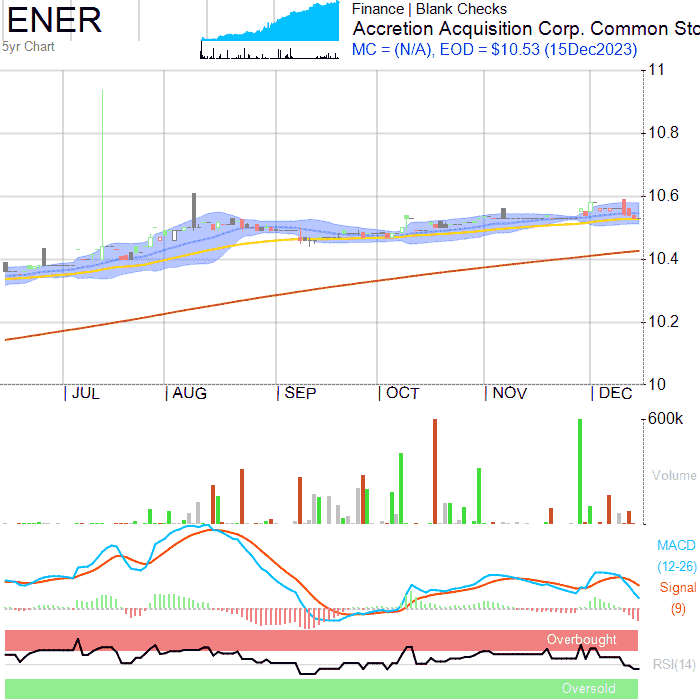 ENER
5yr Chart
Finance | Blank Checks
Accretion Acquisition Corp. Common Sto
MC = (N/A), EOD = $10.53 (15Dec2023)
11
10.8
10.6
10.4
10.2
10
JUL AUG SEP OCT NOV DEC
600k
Volume
MACD
(12-26)
Signal
(9)
Overbought
RSI(14)
Oversold